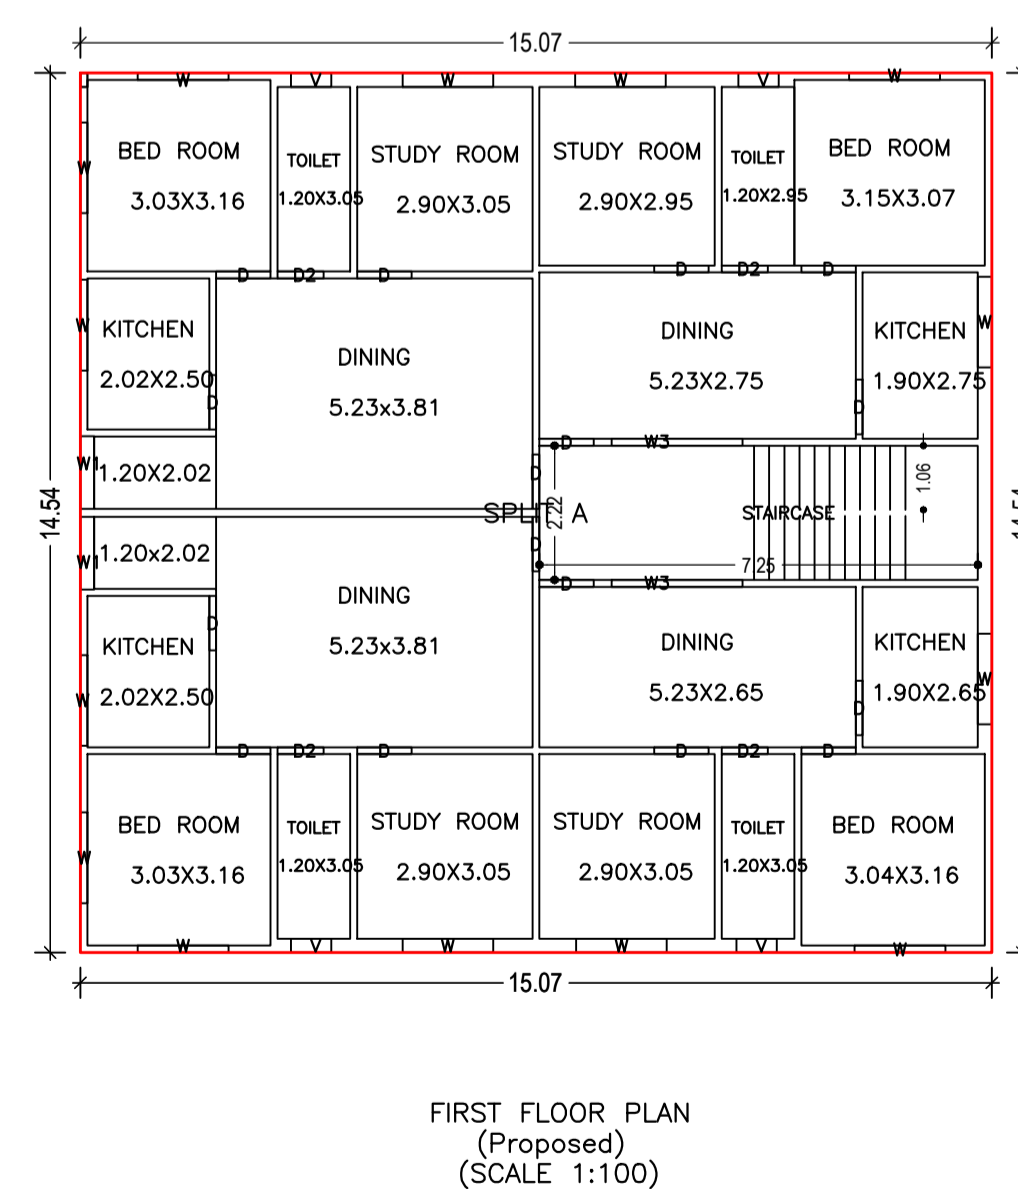 15.07
W
V
W
W
V
W
BED ROOM
3.03X3.16
TOILET
1.20X3.05
STUDY ROOM
2.90X3.05
STUDY ROOM
2.90X2.95
TOILET
1.20X2.95
BED ROOM
3.15X3.07
W
D
D2
D
D
D2
D
KITCHEN
2.02X2.50
W
D
DINING
5.23x3.81
DINING
5.23X2.75
KITCHEN
1.90X2.75
W
D
D
W3
W1
1.20X2.02
D
2.22
1.06
14.54
SPLIT A
STAIRCASE
14.54
W1
1.20x2.02
D
7.25
D
W3
DINING
5.23x3.81
D
KITCHEN
2.02X2.50
W
DINING
5.23X2.65
KITCHEN
1.90X2.65
W
D
D
D2
D
D
D2
D
BED ROOM
3.03X3.16
W
TOILET
1.20X3.05
STUDY ROOM
2.90X3.05
STUDY ROOM
2.90X3.05
TOILET
1.20X3.05
BED ROOM
3.04X3.16
W
V
W
W
V
W
15.07
FIRST FLOOR PLAN
(Proposed)
(SCALE 1:100)